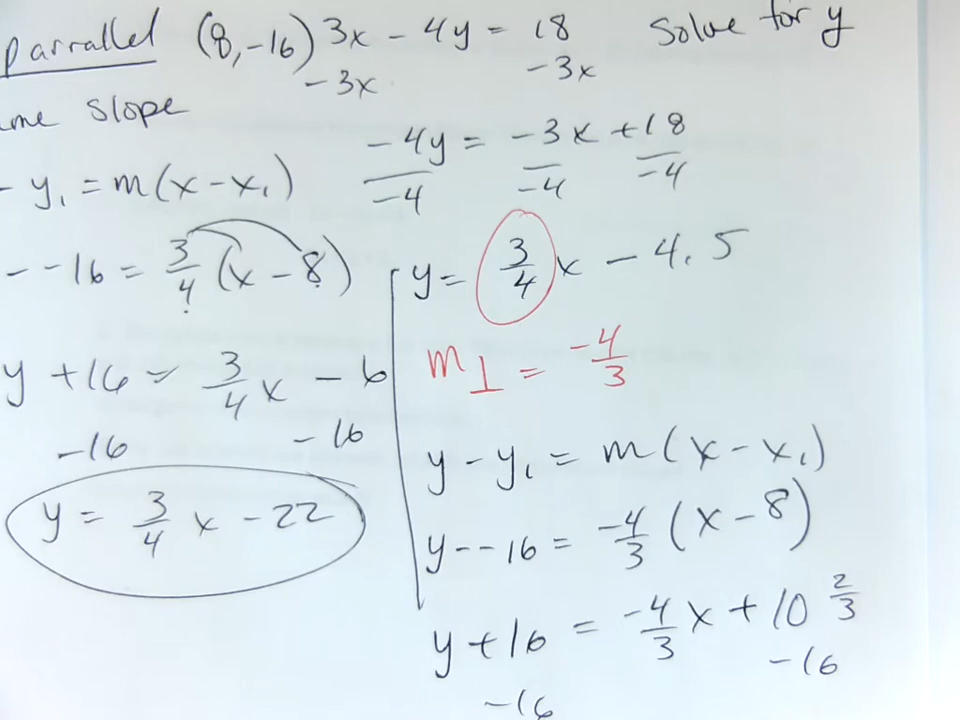 parrallel (8,-16) 3x - 4y = 18 Solve for y
-3x -3x
slope
-4y = -3x +18
-4 -4 -4
- y₁ = m(x-x₁)
- -16 = 3/4 (x - 8)
y = 3/4 x - 4.5
m⊥ = -4/3
y +16 = 3/4 x - 6
-16 -16
y = 3/4 x -22
y - y₁ = m(x - x₁)
y - -16 = -4/3 (x - 8)
y + 16 = -4/3 x + 10 2/3
-16 -16